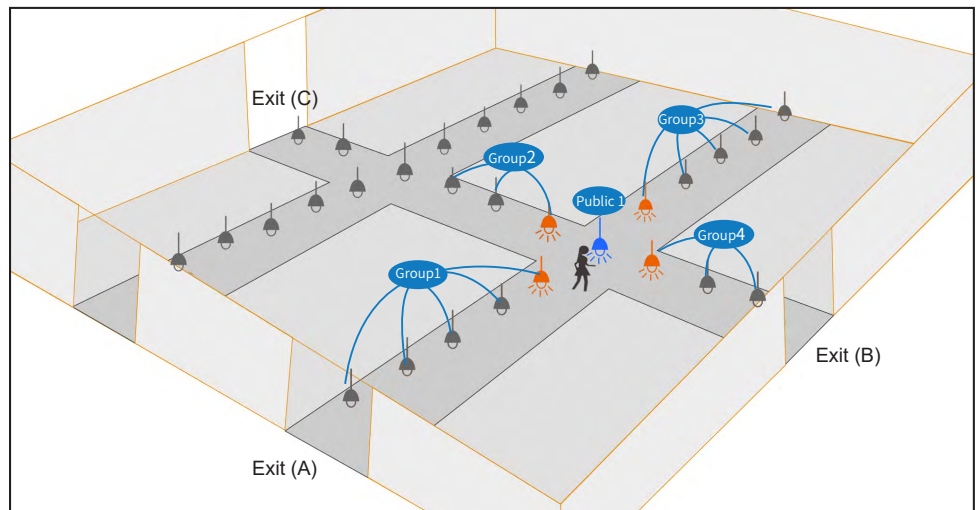 Exit (C)
Group3
Group2
Public 1
Group4
Group1
Exit (B)
Exit (A)